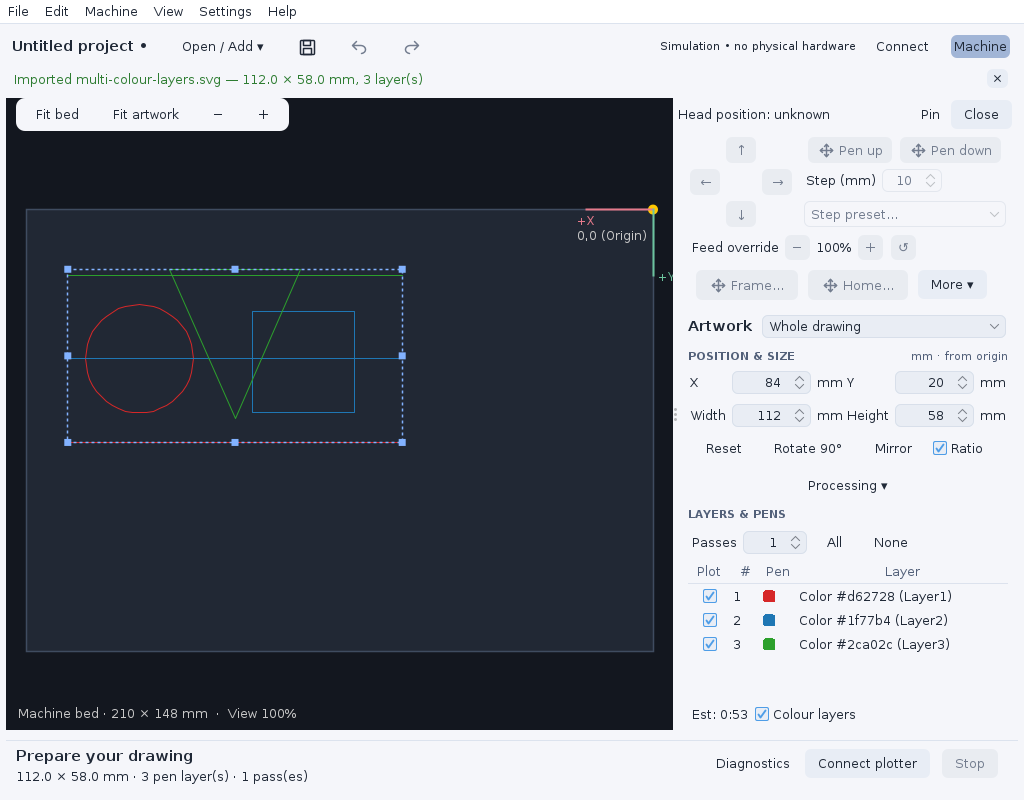 File Edit Machine View Settings Help
Untitled project • Open / Add ▾ Simulation • no physical hardware Connect Machine
Imported multi-colour-layers.svg — 112.0 × 58.0 mm, 3 layer(s) ×
Fit bed Fit artwork − +
Head position: unknown Pin Close
↑ Pen up Pen down
← → Step (mm) 10
↓ Step preset...
Feed override − 100% + ↺
Frame... Home... More ▾
+X
0,0 (Origin)
+Y
Artwork Whole drawing
POSITION & SIZE mm · from origin
X 84 mm Y 20 mm
Width 112 mm Height 58 mm
Reset Rotate 90° Mirror Ratio
Processing ▾
LAYERS & PENS
Passes 1 All None
Plot # Pen Layer
1 Color #d62728 (Layer1)
2 Color #1f77b4 (Layer2)
3 Color #2ca02c (Layer3)
Machine bed · 210 × 148 mm · View 100%
Est: 0:53 Colour layers
Prepare your drawing
112.0 × 58.0 mm · 3 pen layer(s) · 1 pass(es)
Diagnostics Connect plotter Stop